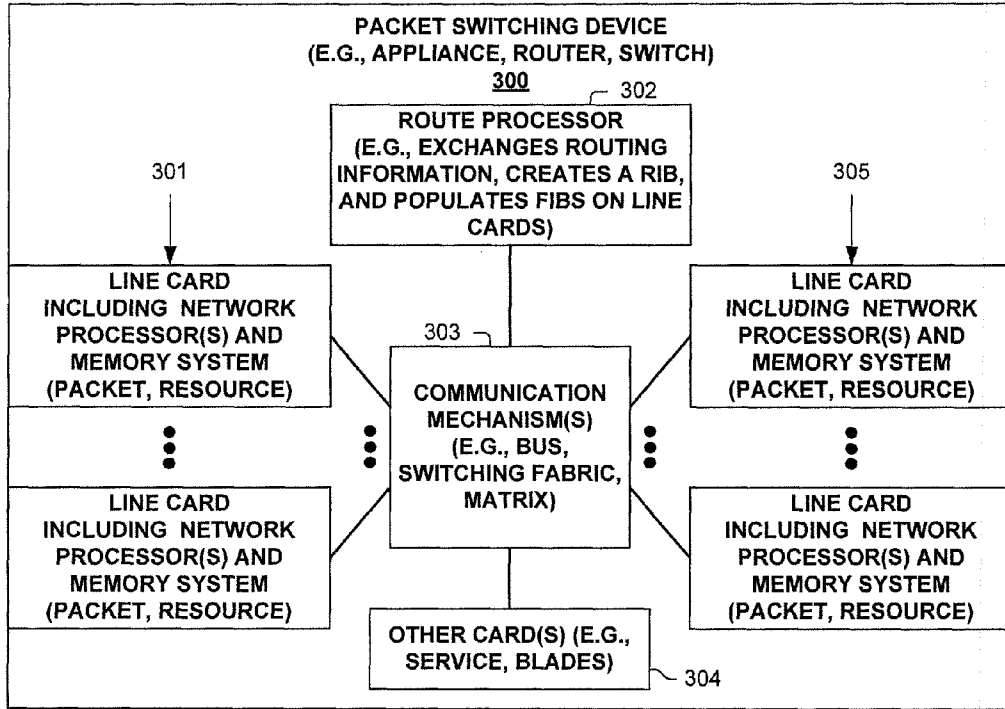 PACKET SWITCHING DEVICE
(E.G., APPLIANCE, ROUTER, SWITCH)
300
302
ROUTE PROCESSOR
(E.G., EXCHANGES ROUTING
INFORMATION, CREATES A RIB,
AND POPULATES FIBS ON LINE
CARDS)
301
LINE CARD
INCLUDING NETWORK
PROCESSOR(S) AND
MEMORY SYSTEM
(PACKET, RESOURCE)
LINE CARD
INCLUDING NETWORK
PROCESSOR(S) AND
MEMORY SYSTEM
(PACKET, RESOURCE)
303
COMMUNICATION
MECHANISM(S)
(E.G., BUS,
SWITCHING FABRIC,
MATRIX)
305
LINE CARD
INCLUDING NETWORK
PROCESSOR(S) AND
MEMORY SYSTEM
(PACKET, RESOURCE)
LINE CARD
INCLUDING NETWORK
PROCESSOR(S) AND
MEMORY SYSTEM
(PACKET, RESOURCE)
OTHER CARD(S) (E.G.,
SERVICE, BLADES)
304